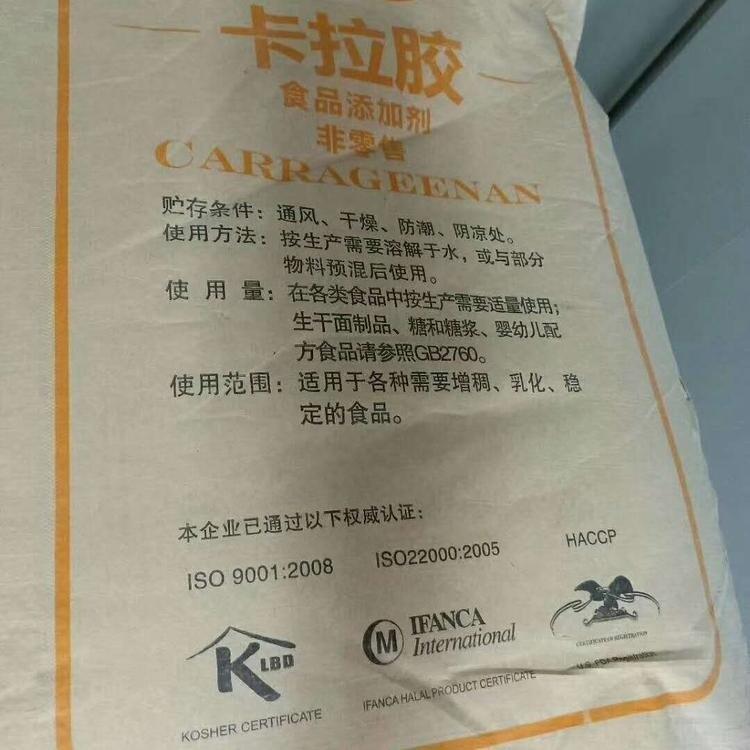 卡拉胶
食品添加剂
非零售
CARRAGEENAN
贮存条件：通风、干燥、防潮、阴凉处。
使用方法：按生产需要溶解于水，或与部分
物料预混后使用。
使用量：在各类食品中按生产需要适量使用；
生干面制品、糖和糖浆、婴幼儿配
方食品请参照GB2760。
使用范围：适用于各种需要增稠、乳化、稳
定的食品。
本企业已通过以下权威认证：
ISO 9001:2008 ISO22000:2005 HACCP
K LBD
M IFANCA
International
CERTIFICATE OF REGISTRATION
U.S. FDA Registration
KOSHER CERTIFICATE IFANCA HALAL PRODUCT CERTIFICATE